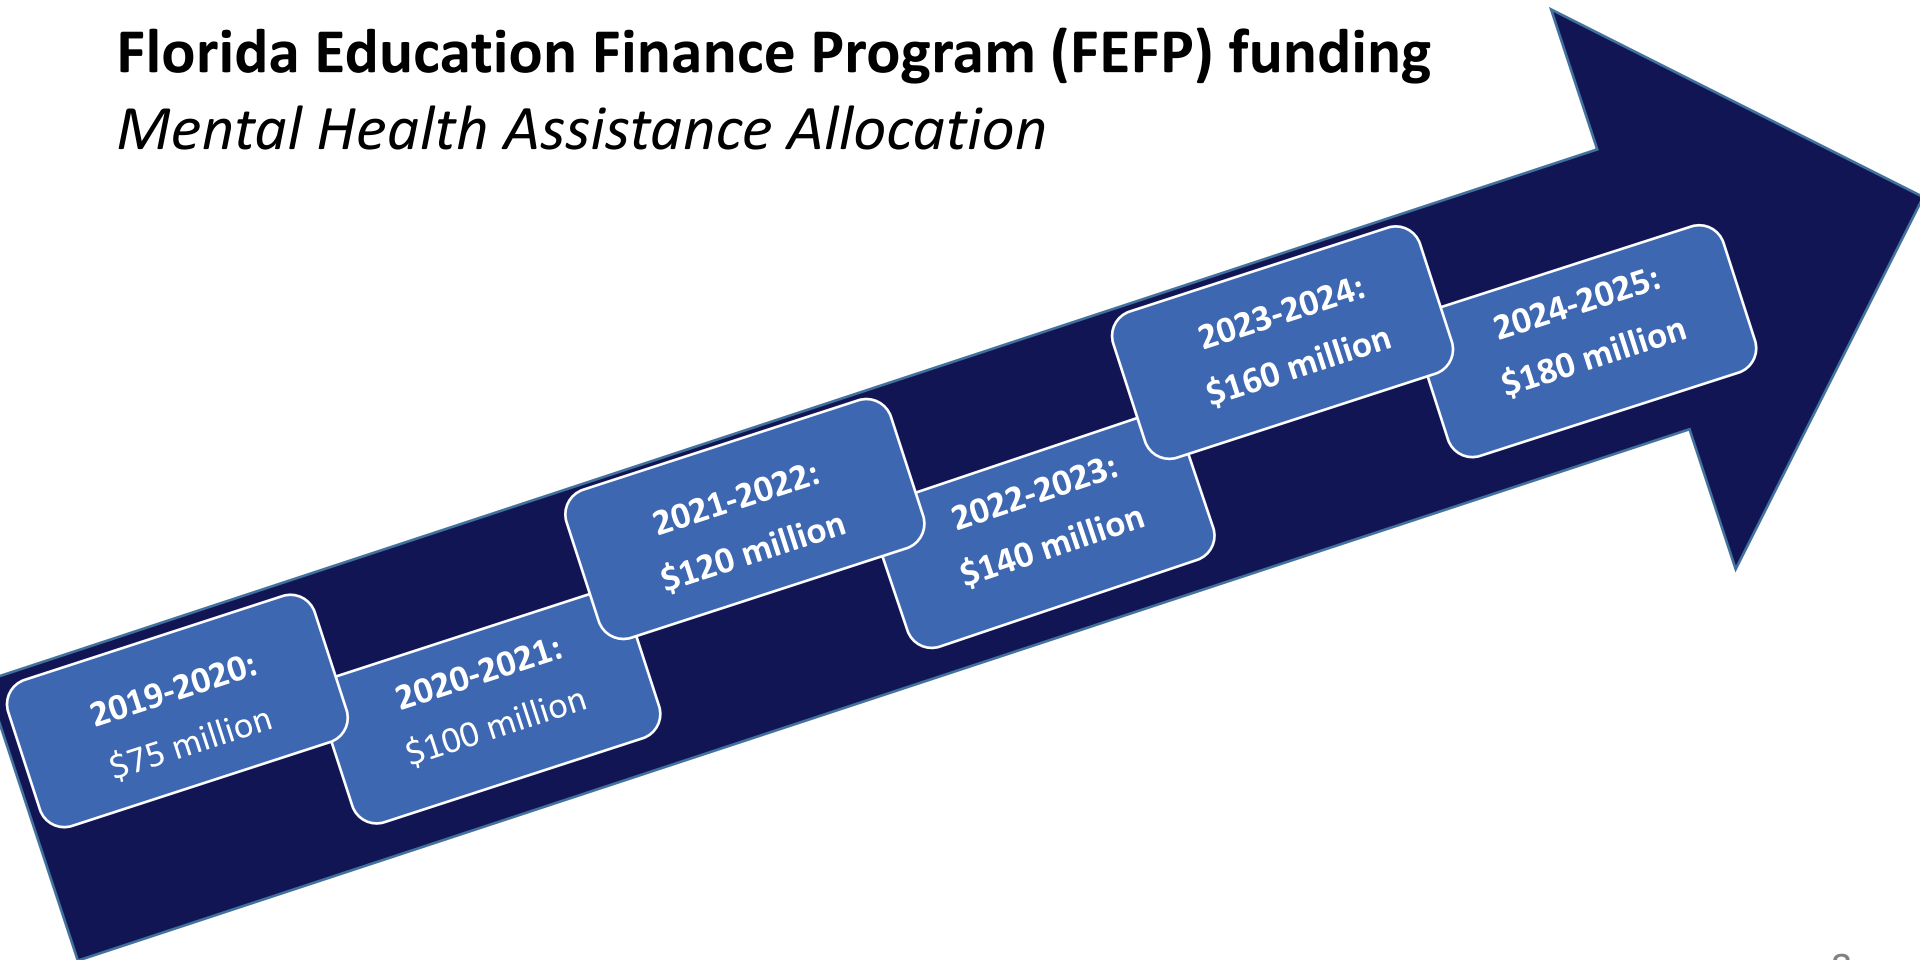 Florida Education Finance Program (FEFP) funding
Mental Health Assistance Allocation
2019-2020:
$75 million
2020-2021:
$100 million
2021-2022:
$120 million
2022-2023:
$140 million
2023-2024:
$160 million
2024-2025:
$180 million